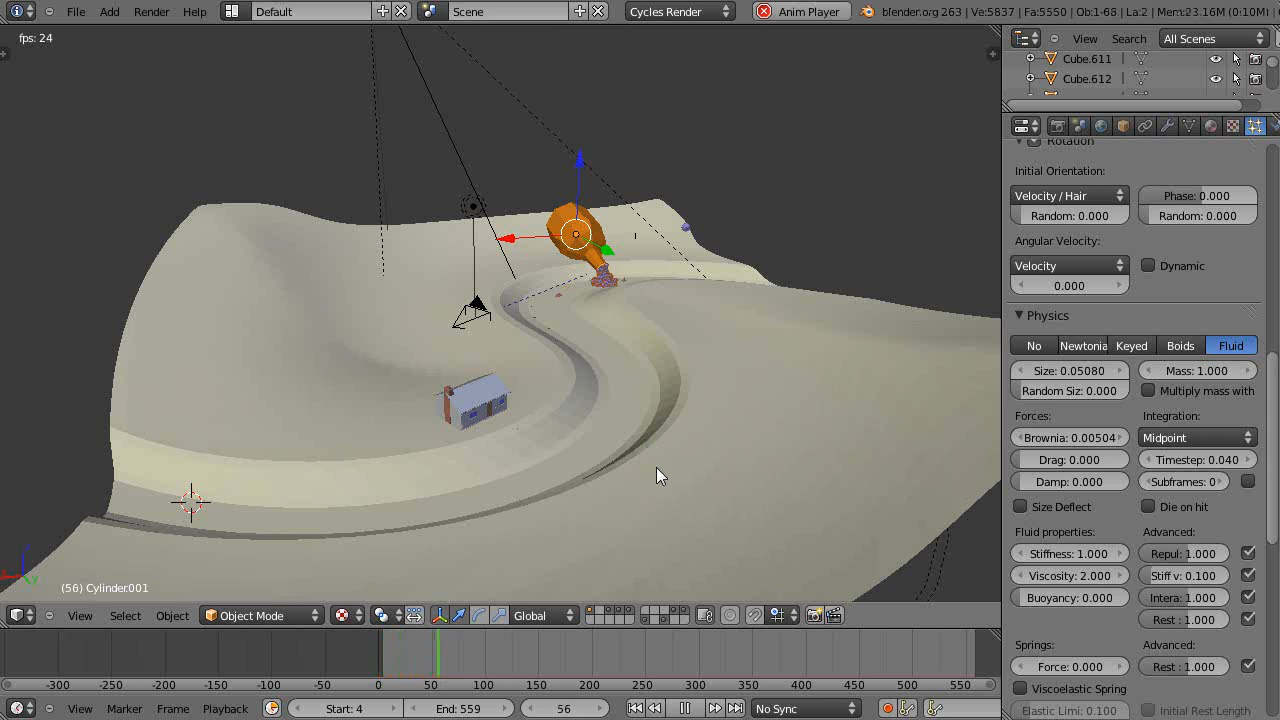 File Add Render Help Default Scene Cycles Render Anim Player blender.org 263 | Ve:5837 | Fa:5550 | Ob:1-68 | La:2 | Mem:23.16M (0:10M)
fps: 24
View Search All Scenes
Cube.611
Cube.612
Rotation
Initial Orientation:
Velocity / Hair Phase: 0.000
Random: 0.000 Random: 0.000
Angular Velocity:
Velocity Dynamic
0.000
Physics
No Newtonia Keyed Boids Fluid
Size: 0.05080 Mass: 1.000
Random Siz: 0.000 Multiply mass with
Forces: Integration:
Brownia: 0.00504 Midpoint
Drag: 0.000 Timestep: 0.040
Damp: 0.000 Subframes: 0
Size Deflect Die on hit
Fluid properties: Advanced:
Stiffness: 1.000 Repul: 1.000
Viscosity: 2.000 Stiff v: 0.100
Buoyancy: 0.000 Intera: 1.000
Rest : 1.000
Springs: Advanced:
Force: 0.000 Rest : 1.000
Viscoelastic Spring
Elastic Limi: 0.100 Initial Rest Length
(56) Cylinder.001
View Select Object Object Mode Global
-300 -250 -200 -150 -100 -50 0 50 100 150 200 250 300 350 400 450 500 550
View Marker Frame Playback Start: 4 End: 559 56 No Sync